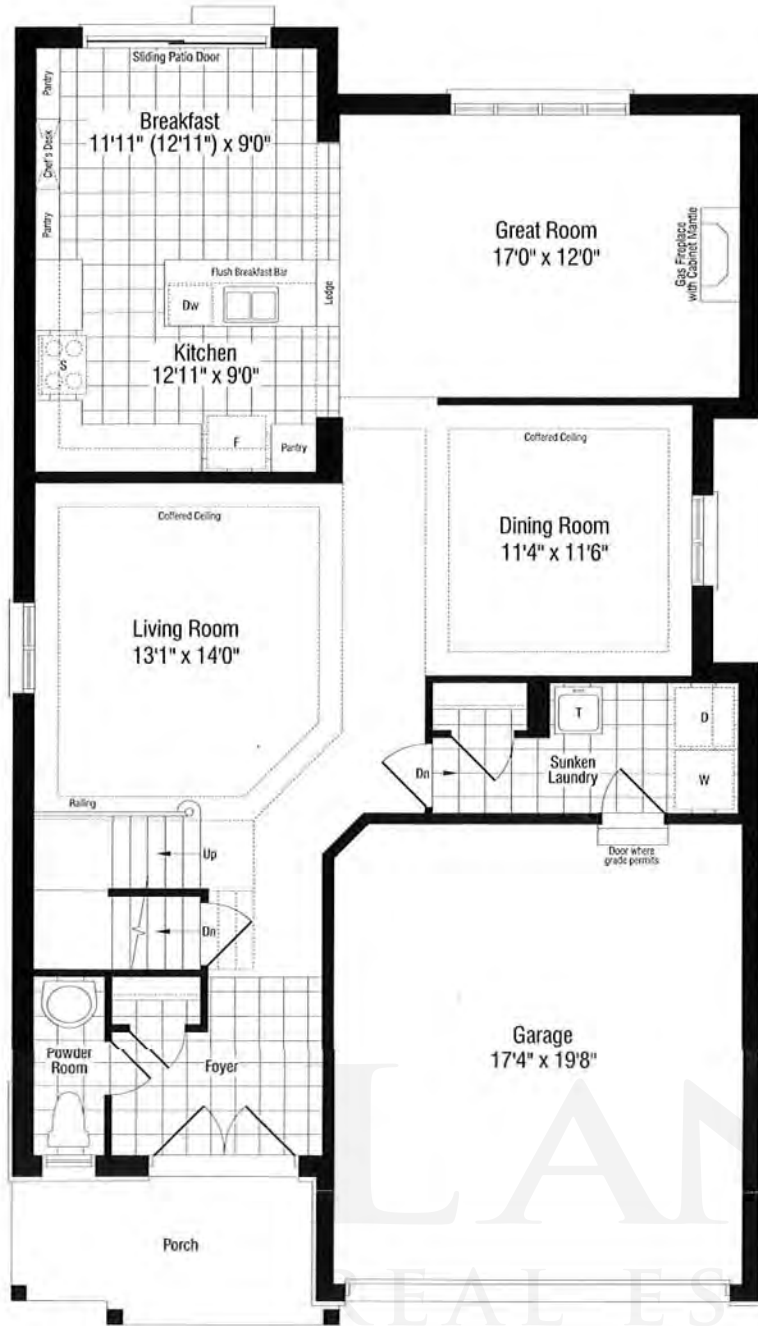 Sliding Patio Door
Pantry
Breakfast
11'11" (12'11") x 9'0"
Chef's Desk
Pantry
Great Room
17'0" x 12'0"
Gas Fireplace
with Cabinet Mantle
Flush Breakfast Bar
Dw
Ledge
Kitchen
12'11" x 9'0"
S
F
Pantry
Coffered Ceiling
Dining Room
11'4" x 11'6"
Coffered Ceiling
Living Room
13'1" x 14'0"
T
D
Dn
Sunken
Laundry
W
Railing
Up
Door where
grade permits
Dn
Powder
Room
Foyer
Garage
17'4" x 19'8"
Porch
LAN
REAL ES